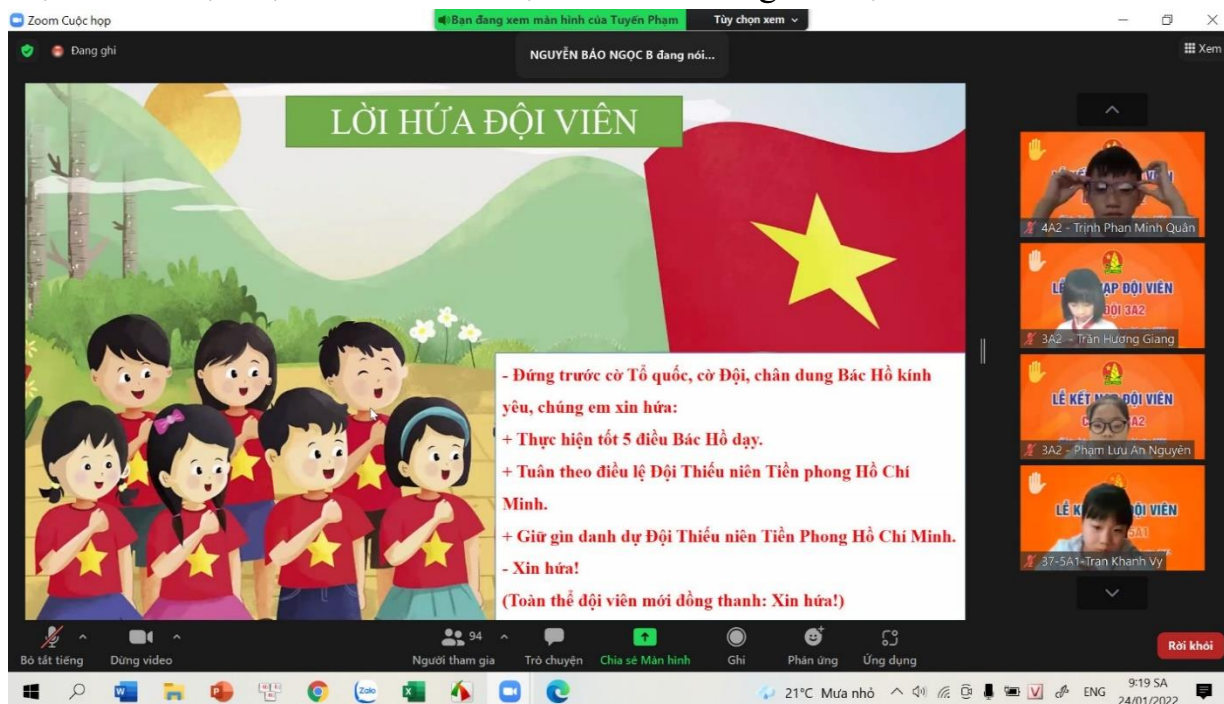 Zoom Cuộc họp
Bạn đang xem màn hình của Tuyến Phạm
Tùy chọn xem
Đang ghi
NGUYỄN BẢO NGỌC B đang nói...
Xem
LỜI HỨA ĐỘI VIÊN
- Đứng trước cờ Tổ quốc, cờ Đội, chân dung Bác Hồ kính
yêu, chúng em xin hứa:
+ Thực hiện tốt 5 điều Bác Hồ dạy.
+ Tuân theo điều lệ Đội Thiếu niên Tiền phong Hồ Chí
Minh.
+ Giữ gìn danh dự Đội Thiếu niên Tiền Phong Hồ Chí Minh.
- Xin hứa!
(Toàn thể đội viên mới đồng thanh: Xin hứa!)
4A2 - Trịnh Phan Minh Quân
ĐỘI VIÊN
ĐỘI 3A2
3A2 - Trần Hương Giang
LỄ KẾT NẠP ĐỘI VIÊN
3A2 - Phạm Lưu An Nguyên
ĐỘI VIÊN
37-5A1-Trần Khánh Vy
Bỏ tắt tiếng
Dừng video
94
Người tham gia
Trò chuyện
Chia sẻ Màn hình
Ghi
Phản ứng
Ứng dụng
Rời khỏi
Zalo
21°C Mưa nhỏ
ENG
9:19 SA
24/01/2022